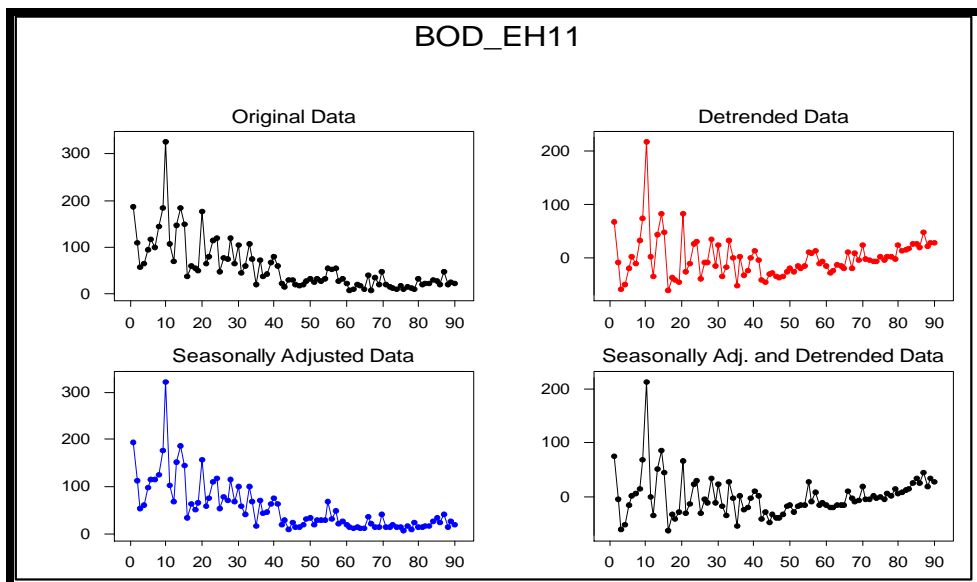 BOD_EH11
Original Data
300
200
100
0
0 10 20 30 40 50 60 70 80 90
Detrended Data
200
100
0
0 10 20 30 40 50 60 70 80 90
Seasonally Adjusted Data
300
200
100
0
0 10 20 30 40 50 60 70 80 90
Seasonally Adj. and Detrended Data
200
100
0
0 10 20 30 40 50 60 70 80 90